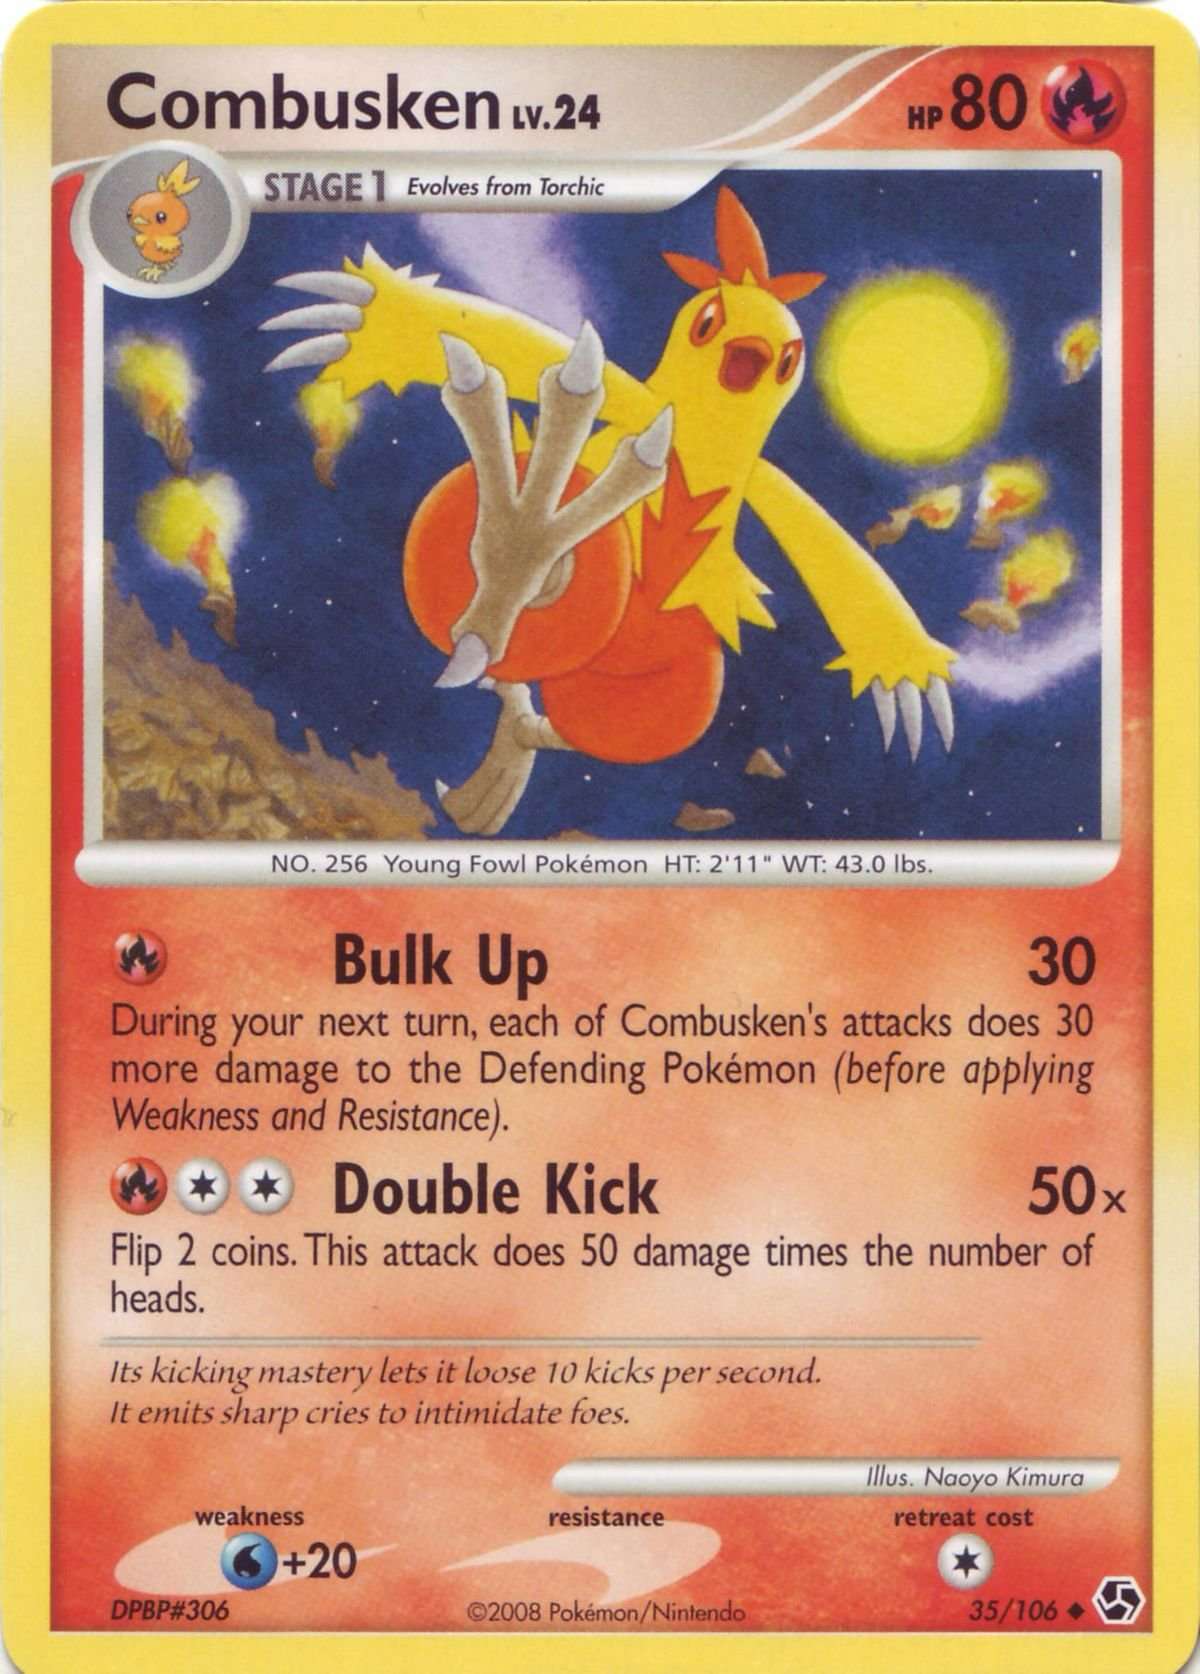 Combusken LV.24
HP 80
STAGE 1 Evolves from Torchic
NO. 256 Young Fowl Pokémon HT: 2'11" WT: 43.0 lbs.
Bulk Up 30
During your next turn, each of Combusken's attacks does 30
more damage to the Defending Pokémon (before applying
Weakness and Resistance).
Double Kick 50x
Flip 2 coins. This attack does 50 damage times the number of
heads.
Its kicking mastery lets it loose 10 kicks per second.
It emits sharp cries to intimidate foes.
Illus. Naoyo Kimura
weakness resistance retreat cost
+20
DPBP#306 ©2008 Pokémon/Nintendo 35/106